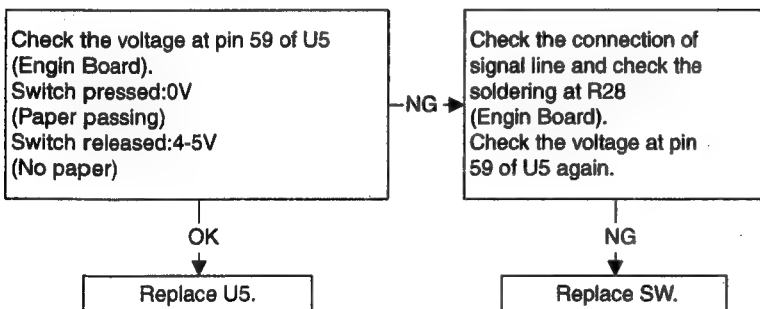 Check the voltage at pin 59 of U5
(Engin Board).
Switch pressed:0V
(Paper passing)
Switch released:4-5V
(No paper)
NG
Check the connection of
signal line and check the
soldering at R28
(Engin Board).
Check the voltage at pin
59 of U5 again.
OK
NG
Replace U5.
Replace SW.